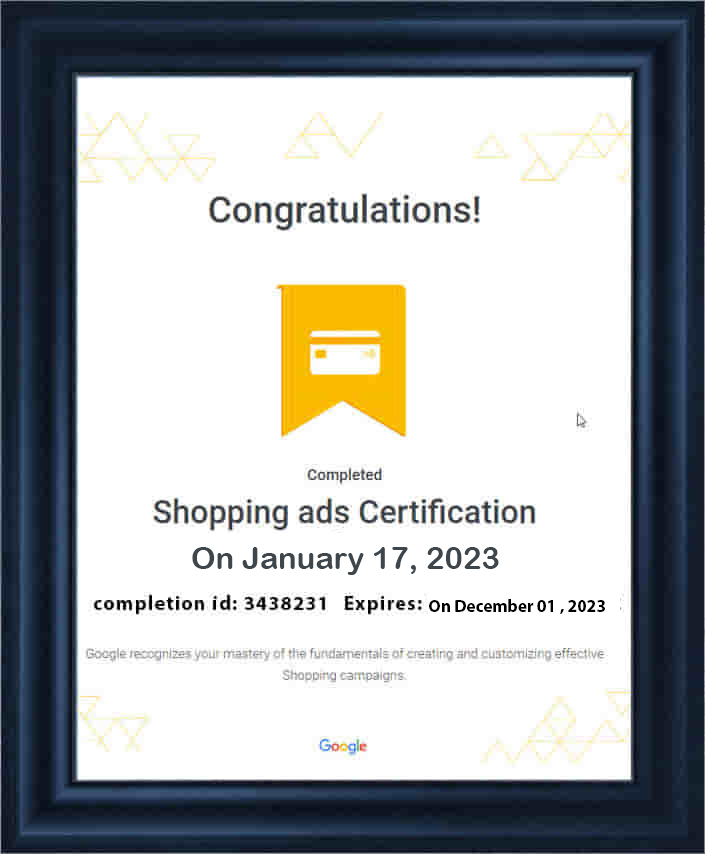 Congratulations!
Completed
Shopping ads Certification
On January 17, 2023
completion id: 3438231 Expires: On December 01 , 2023
Google recognizes your mastery of the fundamentals of creating and customizing effective
Shopping campaigns.
Google